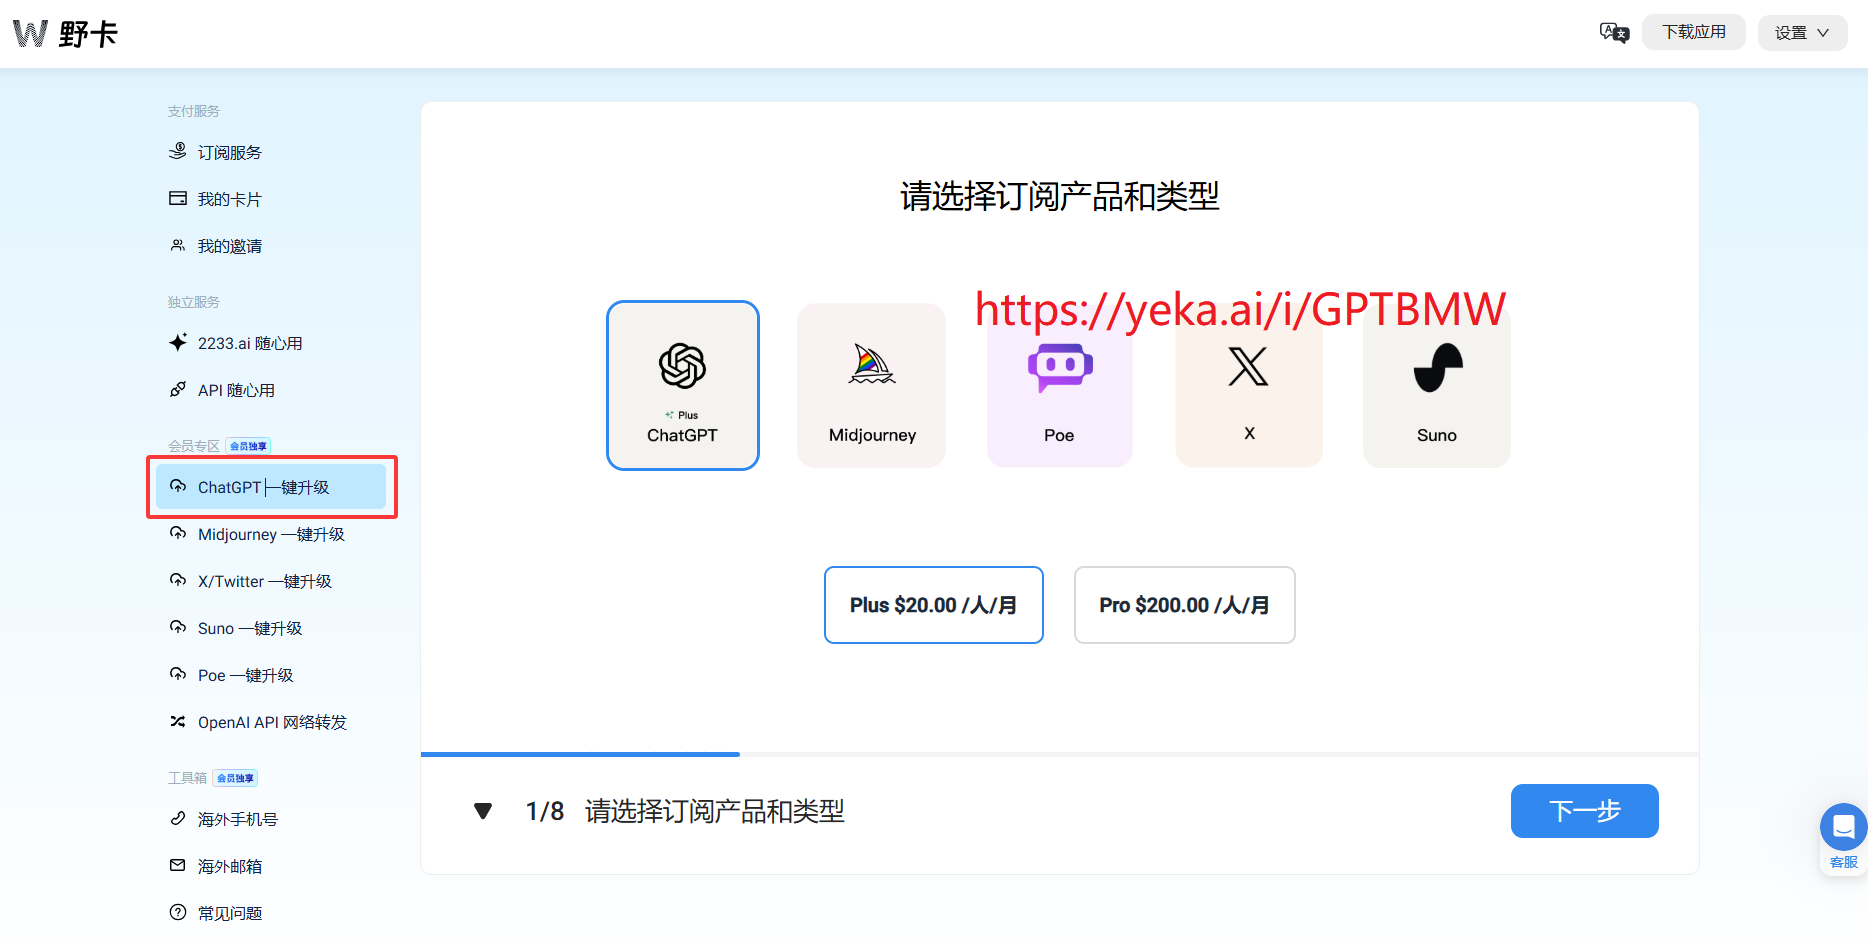 W 野卡
下载应用
设置
支付服务
订阅服务
我的卡片
我的邀请
独立服务
2233.ai 随心用
API 随心用
会员专区 会员独享
ChatGPT 一键升级
Midjourney 一键升级
X/Twitter 一键升级
Suno 一键升级
Poe 一键升级
OpenAI API 网络转发
工具箱 会员独享
海外手机号
海外邮箱
常见问题
请选择订阅产品和类型
https://yeka.ai/i/GPTBMW
Plus
ChatGPT
Midjourney
Poe
X
Suno
Plus $20.00 /人/月
Pro $200.00 /人/月
1/8 请选择订阅产品和类型
下一步
客服